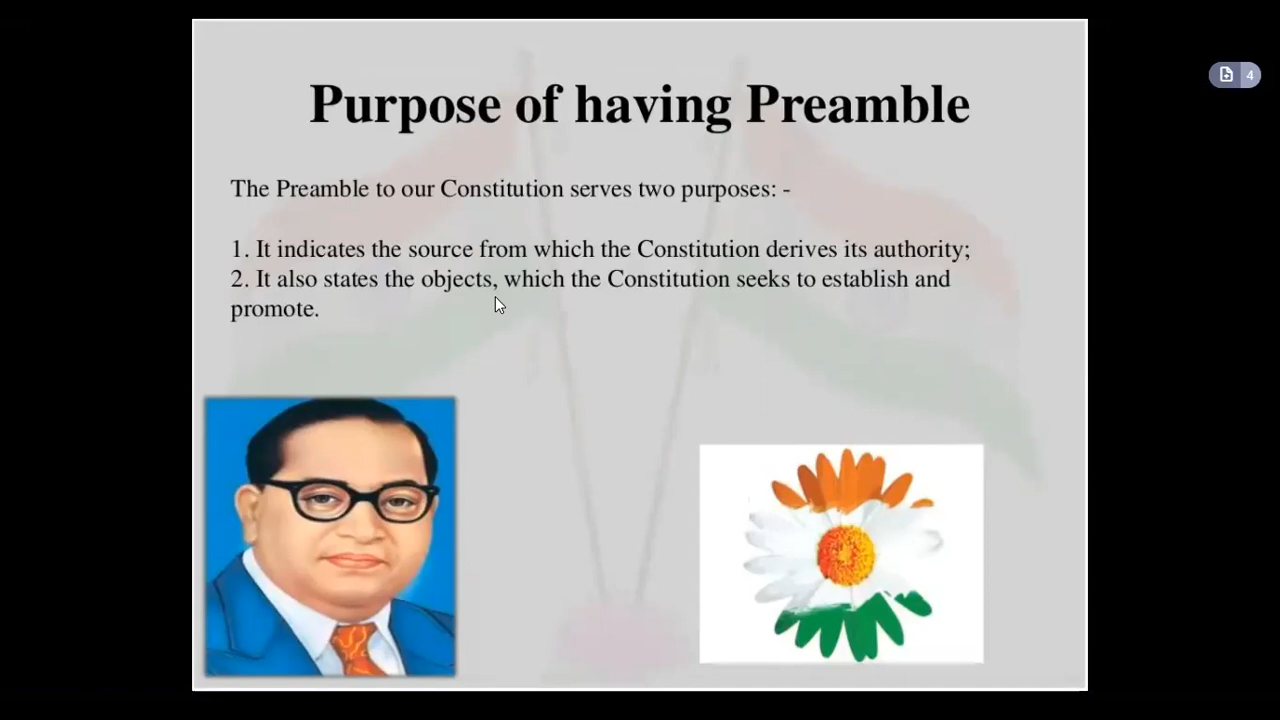 Purpose of having Preamble
The Preamble to our Constitution serves two purposes: -
1. It indicates the source from which the Constitution derives its authority;
2. It also states the objects, which the Constitution seeks to establish and
promote.
4